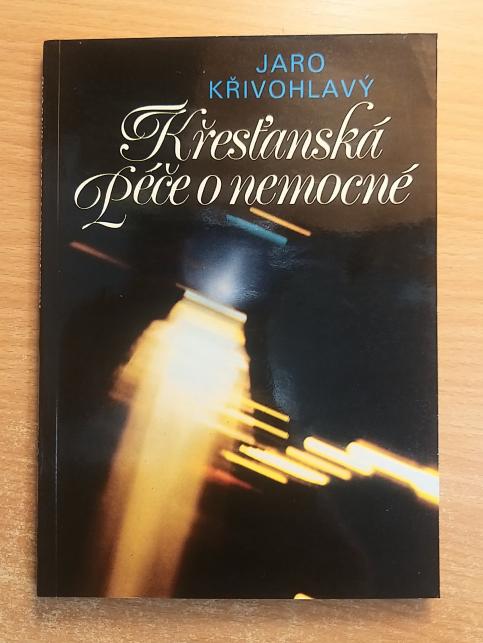 JARO
KŘIVOHLAVÝ
Křesťanská
péče o nemocné